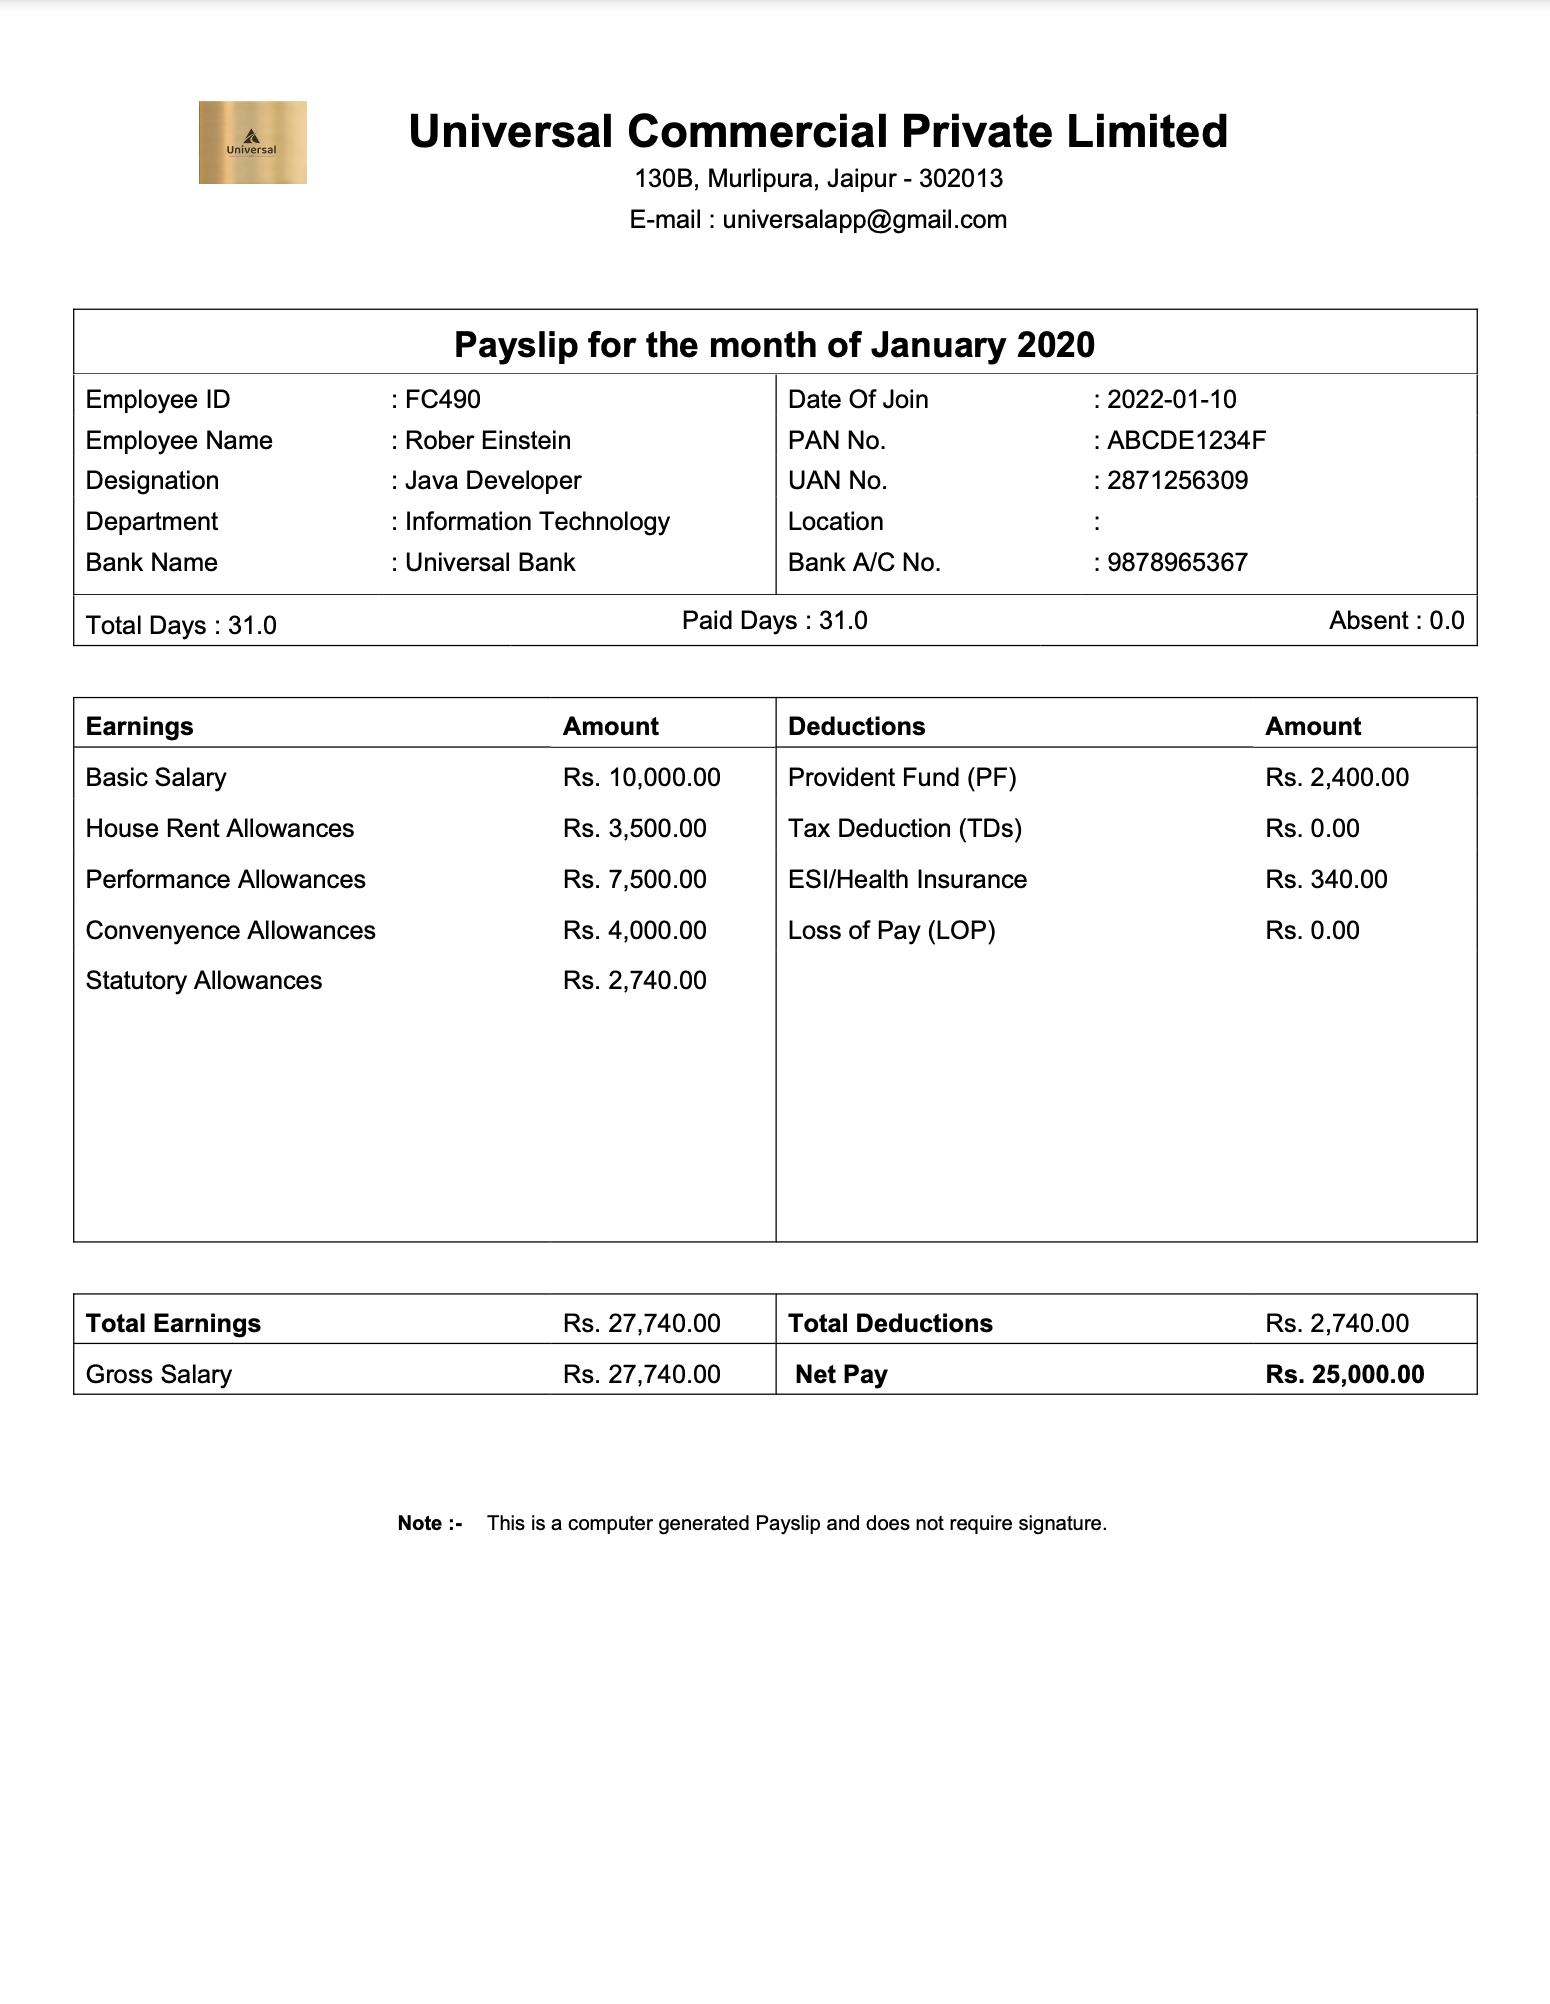 Universal
Universal Commercial Private Limited
130B, Murlipura, Jaipur - 302013
E-mail : universalapp@gmail.com
Payslip for the month of January 2020
Employee ID : FC490 Date Of Join : 2022-01-10
Employee Name : Rober Einstein PAN No. : ABCDE1234F
Designation : Java Developer UAN No. : 2871256309
Department : Information Technology Location :
Bank Name : Universal Bank Bank A/C No. : 9878965367
Total Days : 31.0 Paid Days : 31.0 Absent : 0.0
Earnings Amount Deductions Amount
Basic Salary Rs. 10,000.00 Provident Fund (PF) Rs. 2,400.00
House Rent Allowances Rs. 3,500.00 Tax Deduction (TDs) Rs. 0.00
Performance Allowances Rs. 7,500.00 ESI/Health Insurance Rs. 340.00
Convenyence Allowances Rs. 4,000.00 Loss of Pay (LOP) Rs. 0.00
Statutory Allowances Rs. 2,740.00
Total Earnings Rs. 27,740.00 Total Deductions Rs. 2,740.00
Gross Salary Rs. 27,740.00 Net Pay Rs. 25,000.00
Note :- This is a computer generated Payslip and does not require signature.